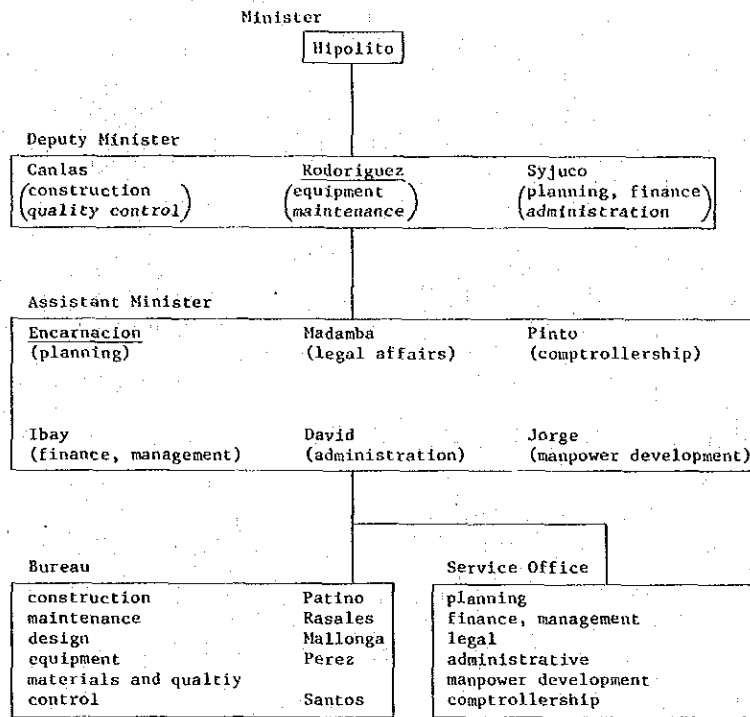 Minister
Hipolito
Deputy Minister
Canlas Rodoriguez Syjuco
(construction (equipment (planning, finance
quality control) maintenance) administration)
Assistant Minister
Encarnacion Madamba Pinto
(planning) (legal affairs) (comptrollership)
Ibay David Jorge
(finance, management) (administration) (manpower development)
Bureau Service Office
construction Patino planning
maintenance Rasales finance, management
design Mallonga legal
equipment Perez administrative
materials and qualtiy manpower development
control Santos comptrollership